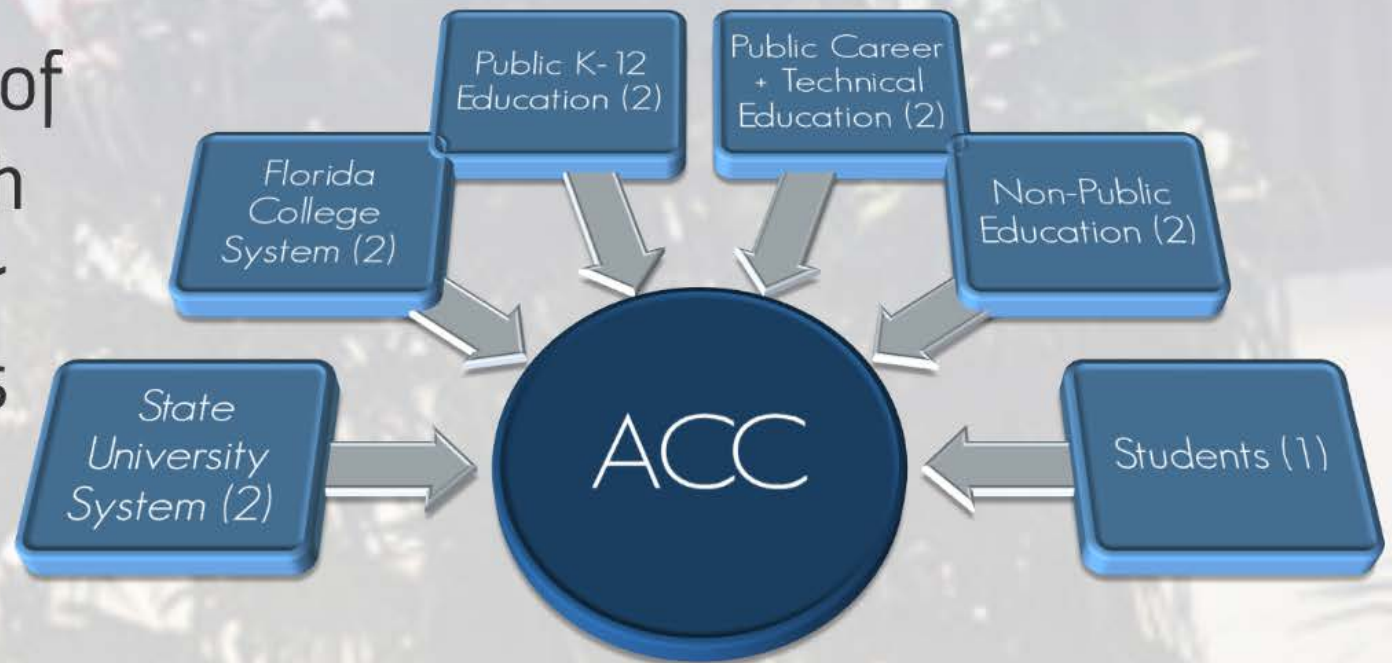 of
Public K-12
Education (2)
Public Career
+ Technical
Education (2)
Florida
College
System (2)
Non-Public
Education (2)
s
State
University
System (2)
ACC
Students (1)